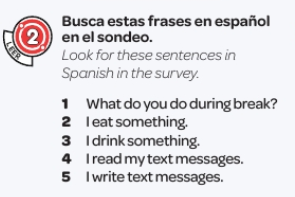 2
LEER
Busca estas frases en español
en el sondeo.
Look for these sentences in
Spanish in the survey.
1 What do you do during break?
2 I eat something.
3 I drink something.
4 I read my text messages.
5 I write text messages.